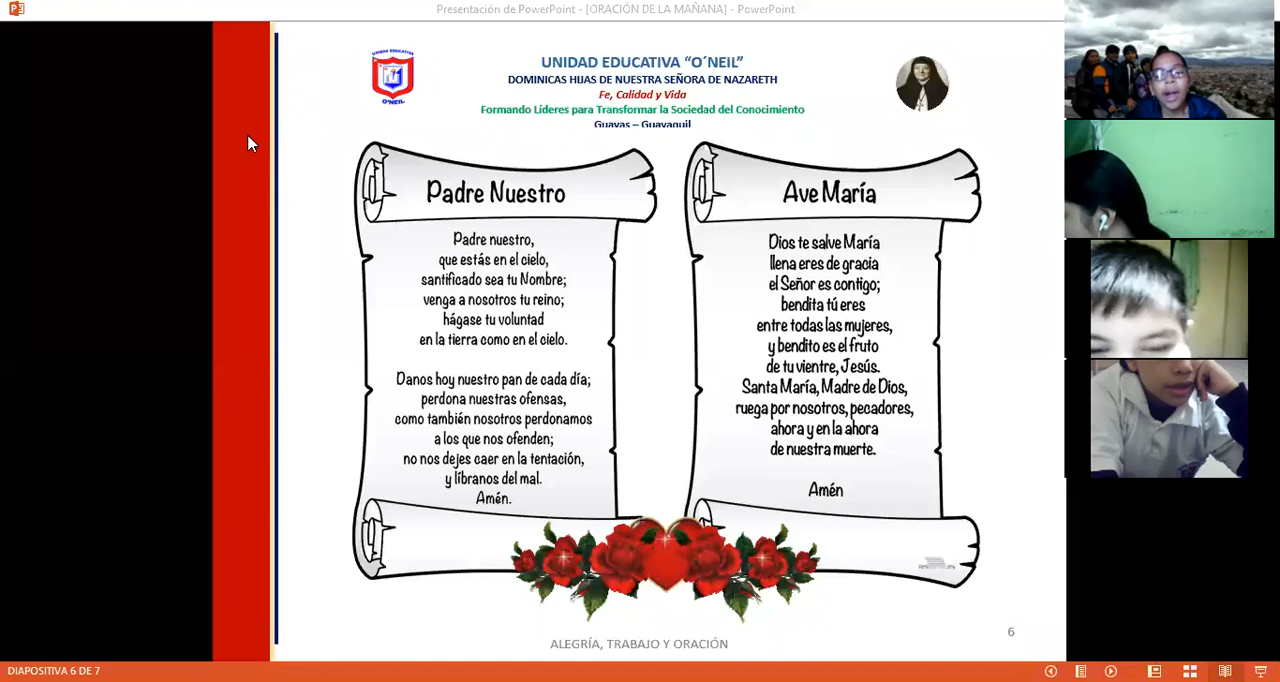 Presentación de PowerPoint - [ORACIÓN DE LA MAÑANA] - PowerPoint
UNIDAD EDUCATIVA
O'NEIL
UNIDAD EDUCATIVA “O´NEIL”
DOMINICAS HIJAS DE NUESTRA SEÑORA DE NAZARETH
Fe, Calidad y Vida
Formando Líderes para Transformar la Sociedad del Conocimiento
Guayas – Guayaquil
Padre Nuestro
Padre nuestro,
que estás en el cielo,
santificado sea tu Nombre;
venga a nosotros tu reino;
hágase tu voluntad
en la tierra como en el cielo.
Danos hoy nuestro pan de cada día;
perdona nuestras ofensas,
como también nosotros perdonamos
a los que nos ofenden;
no nos dejes caer en la tentación,
y líbranos del mal.
Amén.
Ave María
Dios te salve María
llena eres de gracia
el Señor es contigo;
bendita tú eres
entre todas las mujeres,
y bendito es el fruto
de tu vientre, Jesús.
Santa María, Madre de Dios,
ruega por nosotros, pecadores,
ahora y en la ahora
de nuestra muerte.
Amén
ALEGRÍA, TRABAJO Y ORACIÓN
6
DIAPOSITIVA 6 DE 7